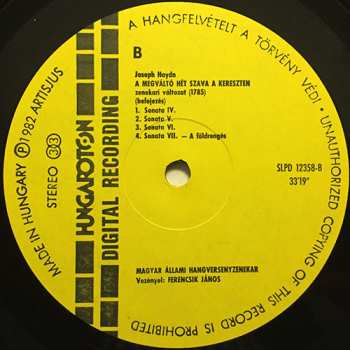 A HANGFELVÉTELT A TÖRVÉNY VÉDI · UNAUTHORIZED COPYING OF THIS RECORD IS PROHIBITED
MADE IN HUNGARY Ⓟ 1982 ARTISJUS
STEREO 33
HUNGAROTON
DIGITAL RECORDING
B
Joseph Haydn
A MEGVÁLTÓ HÉT SZAVA A KERESZTEN
zenekari változat (1785)
(befejezés)
1. Sonata IV.
2. Sonata V.
3. Sonata VI.
4. Sonata VII. — A földrengés
SLPD 12358-B
33'19"
MAGYAR ÁLLAMI HANGVERSENYZENEKAR
Vezényel: FERENCSIK JÁNOS